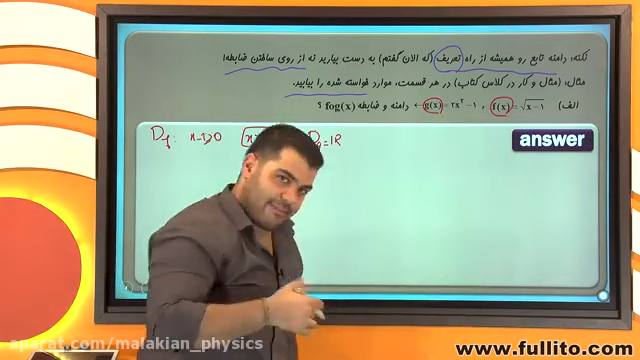 نکته: دامنه تابع رو همیشه از راه تعریف (که الان گفتم) به دست بیارید نه از روی ساختن ضابطه!
مثال: (مثال و کار در کلاس کتاب) در هر قسمت، موارد خواسته شده را بیابید.
الف) f(x)=√x−1 ، g(x)=۲x²−۱ ← دامنه و ضابطه fog(x) ؟
answer
D_f: x−1≥0
D_g=IR
aparat.com/malakian_physics
www.fullito.com